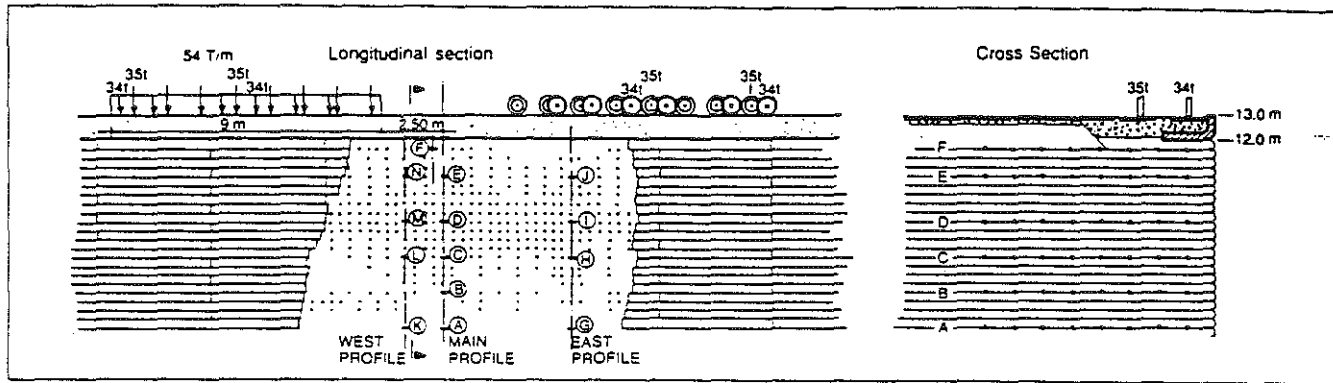 54 T/m
Longitudinal section
Cross Section
35t
35t
35t
35t
35t
34t
34t
34t
34t
34t
9 m
2.50 m
13.0 m
12.0 m
F
N
E
J
M
D
I
L
C
H
B
K
A
G
F
E
D
C
B
A
WEST PROFILE
MAIN PROFILE
EAST PROFILE